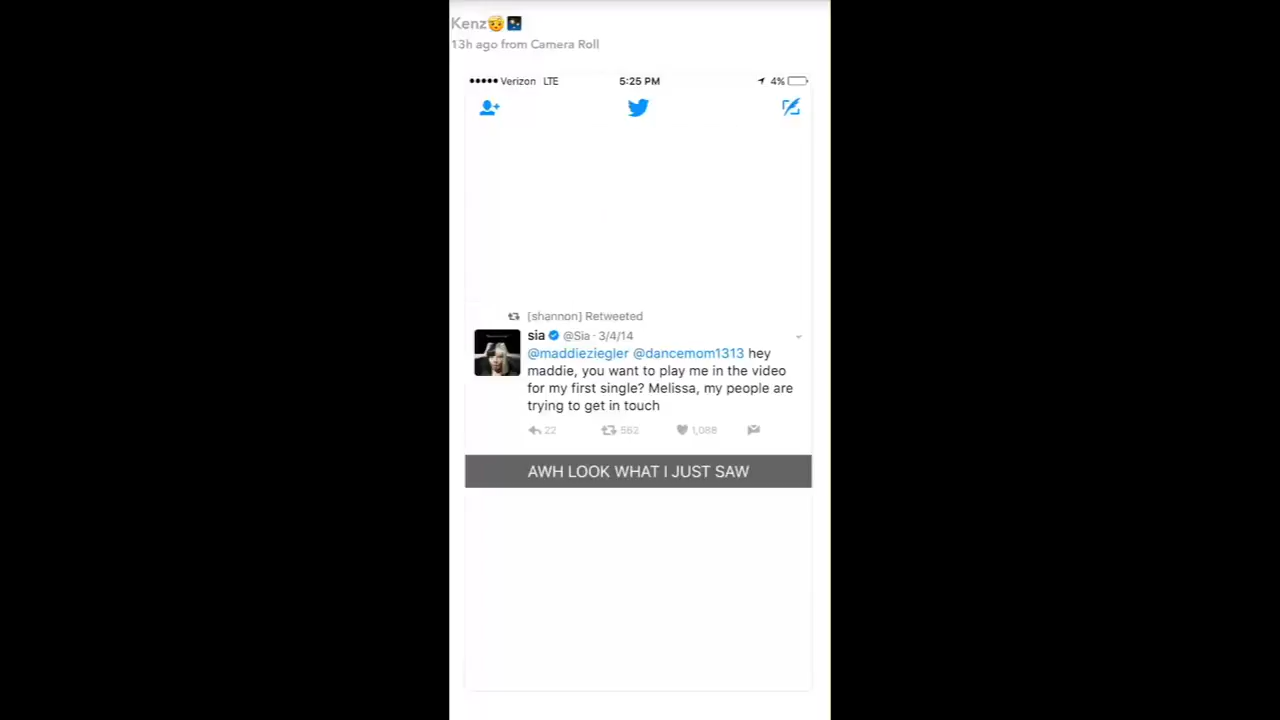 Kenz🤕🌃
13h ago from Camera Roll
Verizon LTE 5:25 PM 4%
[shannon] Retweeted
sia @Sia · 3/4/14
@maddieziegler @dancemom1313 hey
maddie, you want to play me in the video
for my first single? Melissa, my people are
trying to get in touch
22 562 1,088
AWH LOOK WHAT I JUST SAW